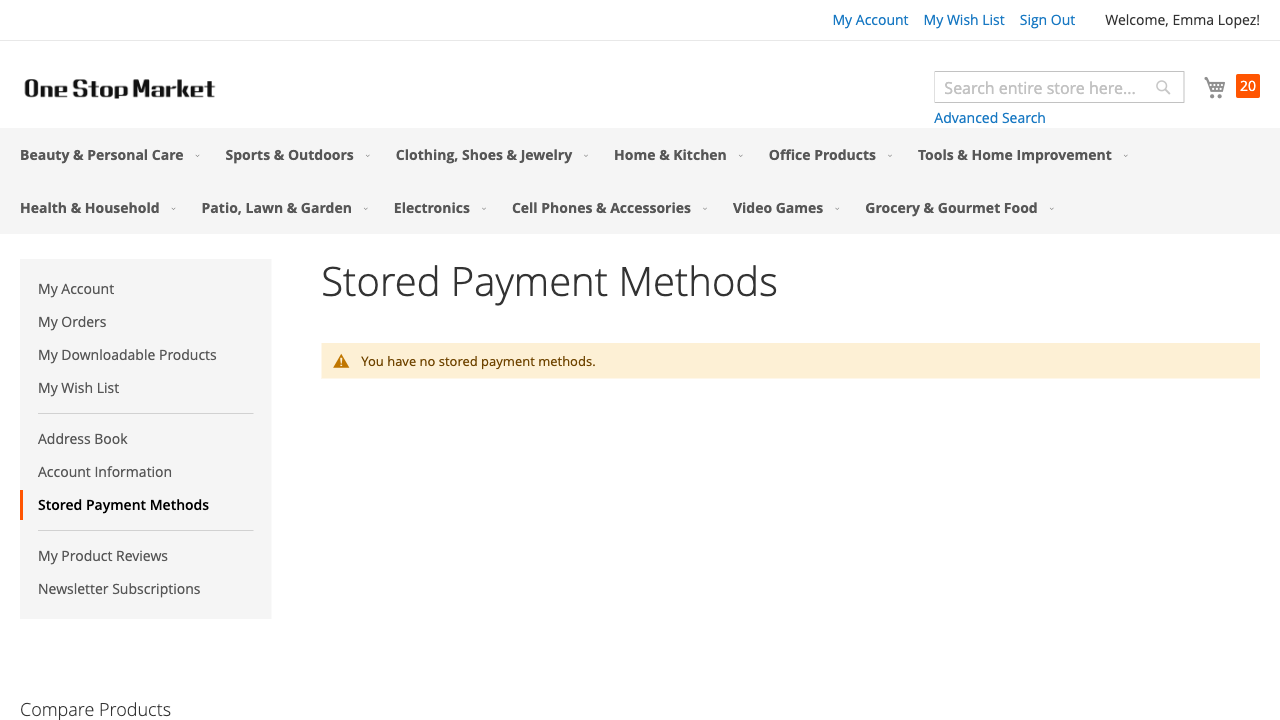 My Account My Wish List Sign Out Welcome, Emma Lopez!
One Stop Market
Search entire store here... 20
Advanced Search
Beauty & Personal Care Sports & Outdoors Clothing, Shoes & Jewelry Home & Kitchen Office Products Tools & Home Improvement
Health & Household Patio, Lawn & Garden Electronics Cell Phones & Accessories Video Games Grocery & Gourmet Food
My Account
My Orders
My Downloadable Products
My Wish List
Address Book
Account Information
Stored Payment Methods
My Product Reviews
Newsletter Subscriptions
Stored Payment Methods
You have no stored payment methods.
Compare Products